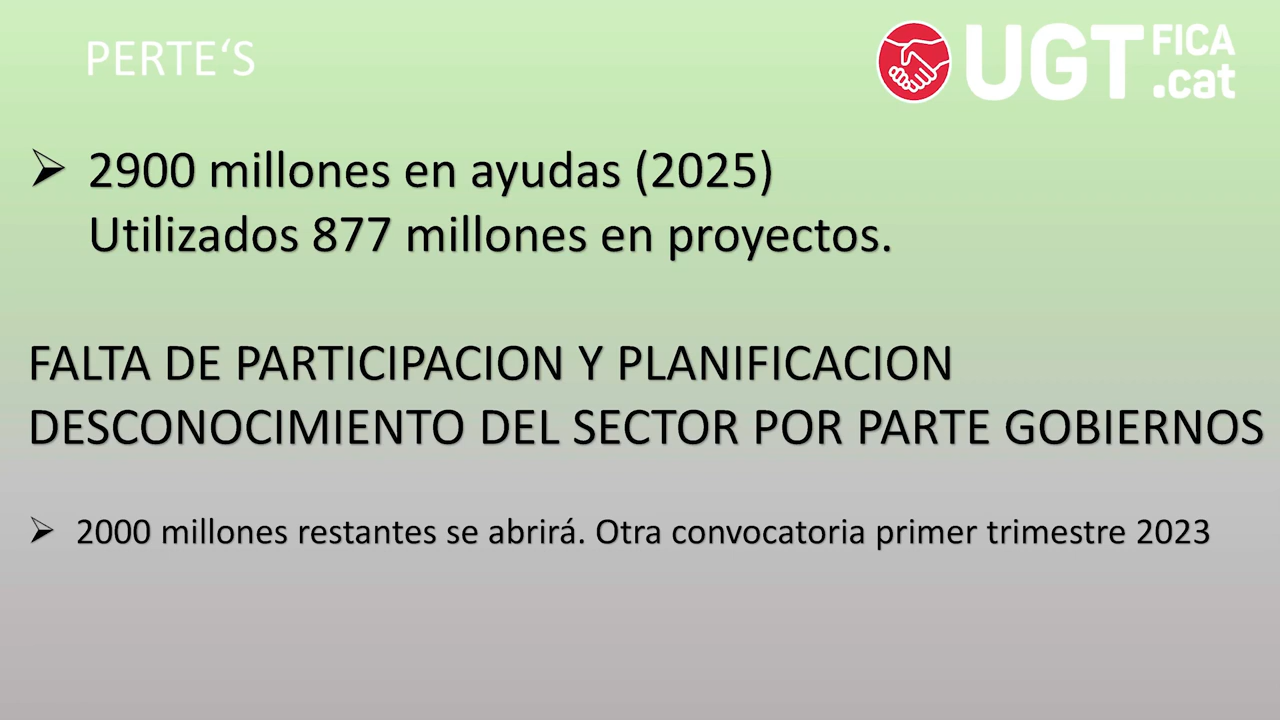 PERTE‘S
UGT FICA
.cat
2900 millones en ayudas (2025)
Utilizados 877 millones en proyectos.
FALTA DE PARTICIPACION Y PLANIFICACION
DESCONOCIMIENTO DEL SECTOR POR PARTE GOBIERNOS
2000 millones restantes se abrirá. Otra convocatoria primer trimestre 2023